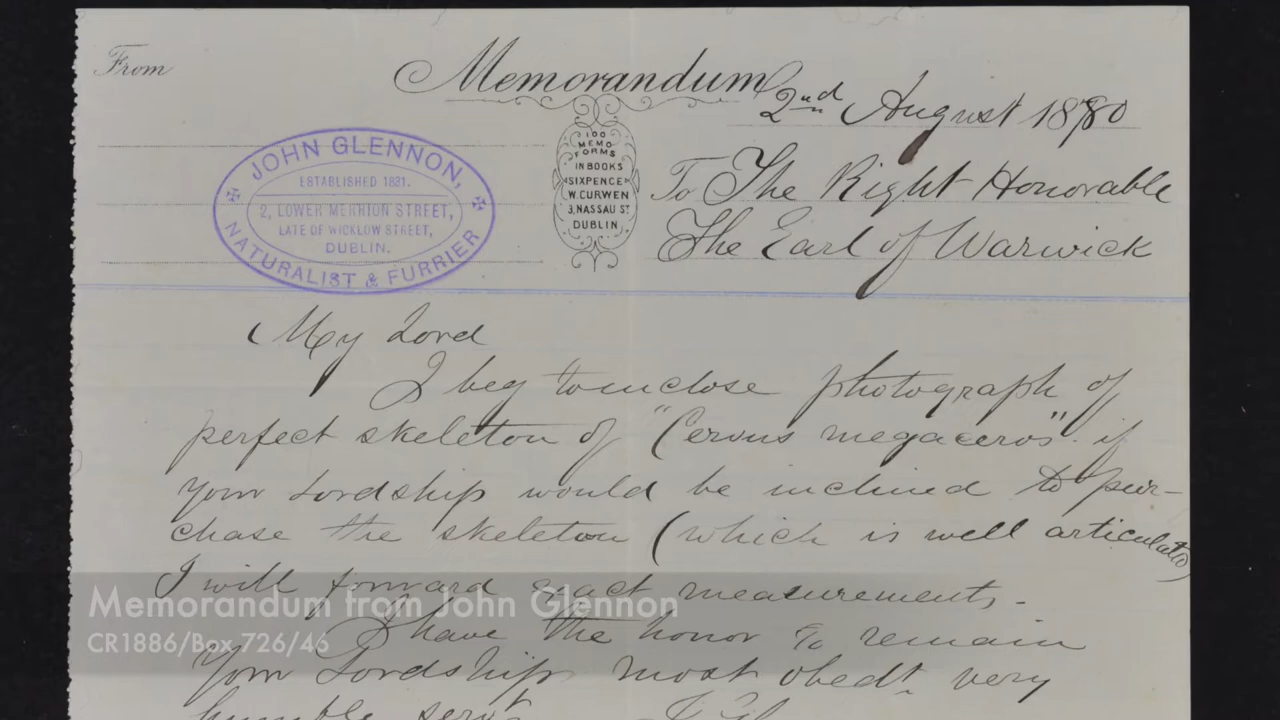 From
Memorandum
2nd August 1880
JOHN GLENNON,
ESTABLISHED 1821.
2, LOWER MERRION STREET,
LATE OF WICKLOW STREET,
DUBLIN.
NATURALIST & FURRIER
100
MEMO
FORMS
IN BOOKS
SIXPENCE
W. CURWEN
3, NASSAU ST
DUBLIN
To The Right Honorable
The Earl of Warwick
My Lord
I beg to enclose photograph of
perfect skeleton of "Cervus megaceros" if
your Lordship would be inclined to pur-
chase the skeleton (which is well articulated)
I will forward exact measurements.
I have the honor to remain
Your Lordships most obedt very
humble servt
Memorandum from John Glennon
CR1886/Box 726/46